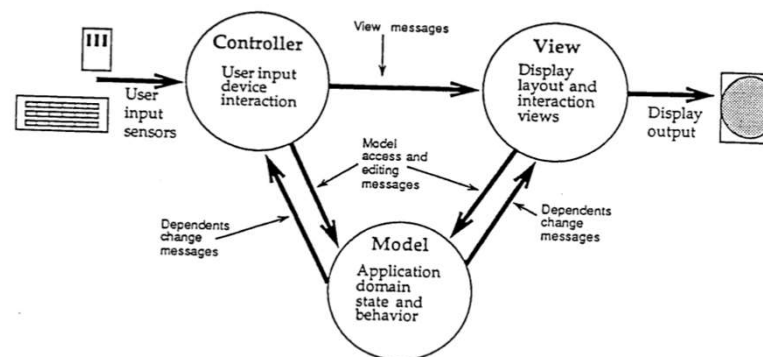 View messages
Controller
User input
device
interaction
View
Display
layout and
interaction
views
User
input
sensors
Display
output
Model
access and
editing
messages
Dependents
change
messages
Dependents
change
messages
Model
Application
domain
state and
behavior